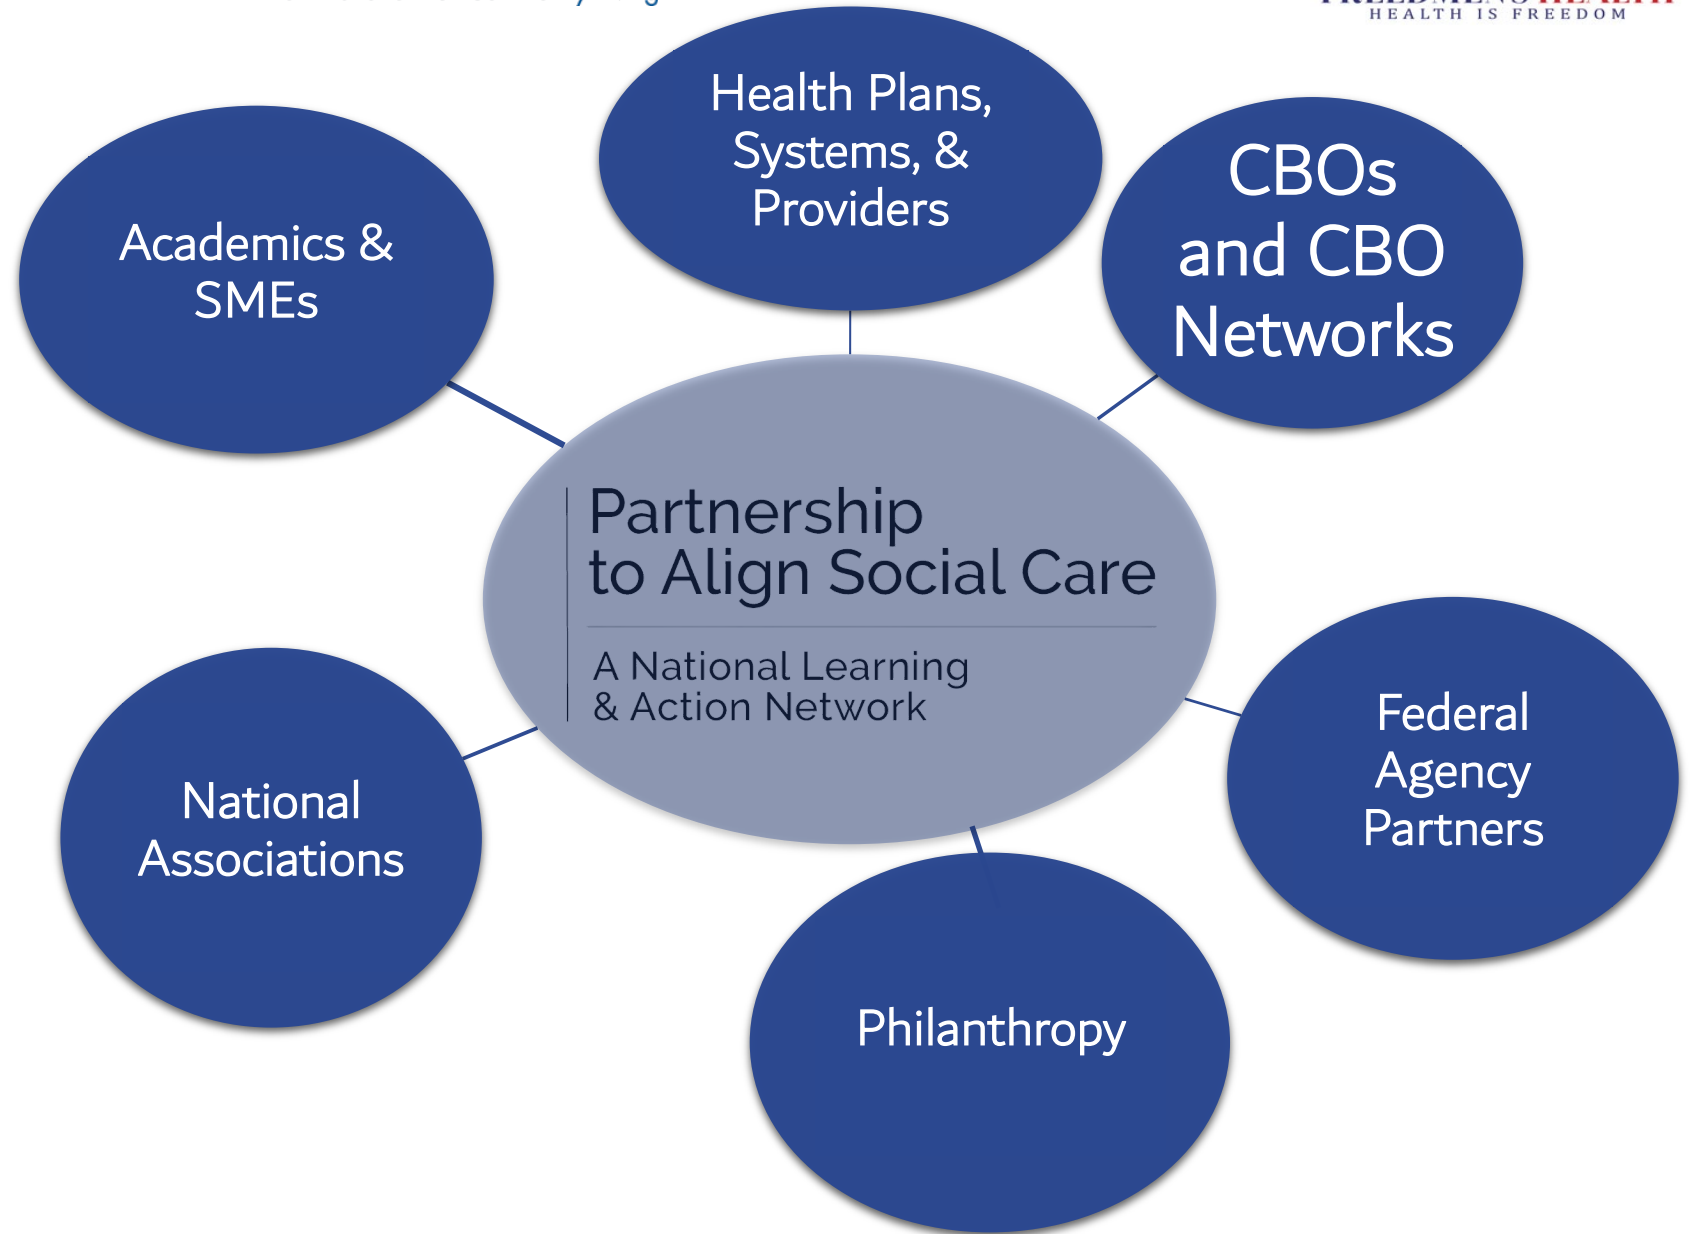 HEALTH IS FREEDOM
Health Plans,
Systems, &
Providers
CBOs
and CBO
Networks
Academics &
SMEs
Partnership
to Align Social Care
A National Learning
& Action Network
Federal
Agency
Partners
National
Associations
Philanthropy